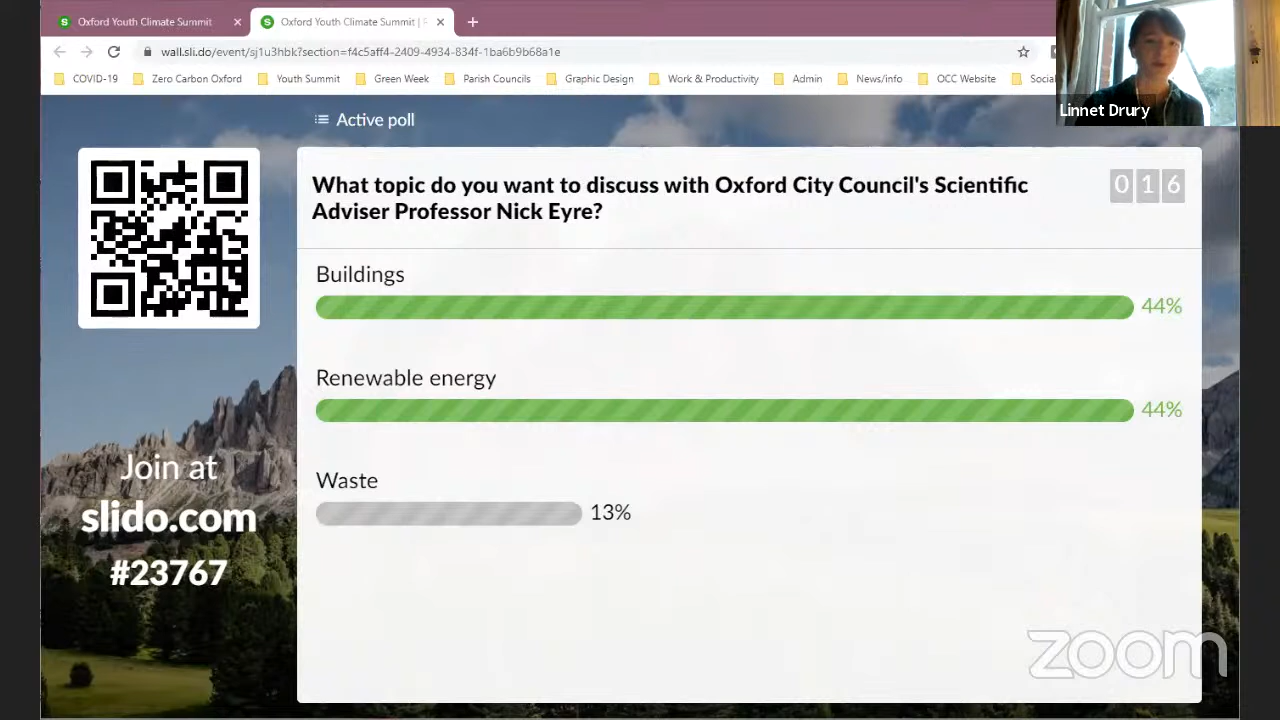 Oxford Youth Climate Summit
Oxford Youth Climate Summit |
wall.sli.do/event/sj1u3hbk?section=f4c5aff4-2409-4934-834f-1ba6b9b68a1e
COVID-19 Zero Carbon Oxford Youth Summit Green Week Parish Councils Graphic Design Work & Productivity Admin News/info OCC Website Social
Linnet Drury
Active poll
What topic do you want to discuss with Oxford City Council's Scientific
Adviser Professor Nick Eyre?
016
Buildings
44%
Renewable energy
44%
Waste
13%
Join at
slido.com
#23767
zoom